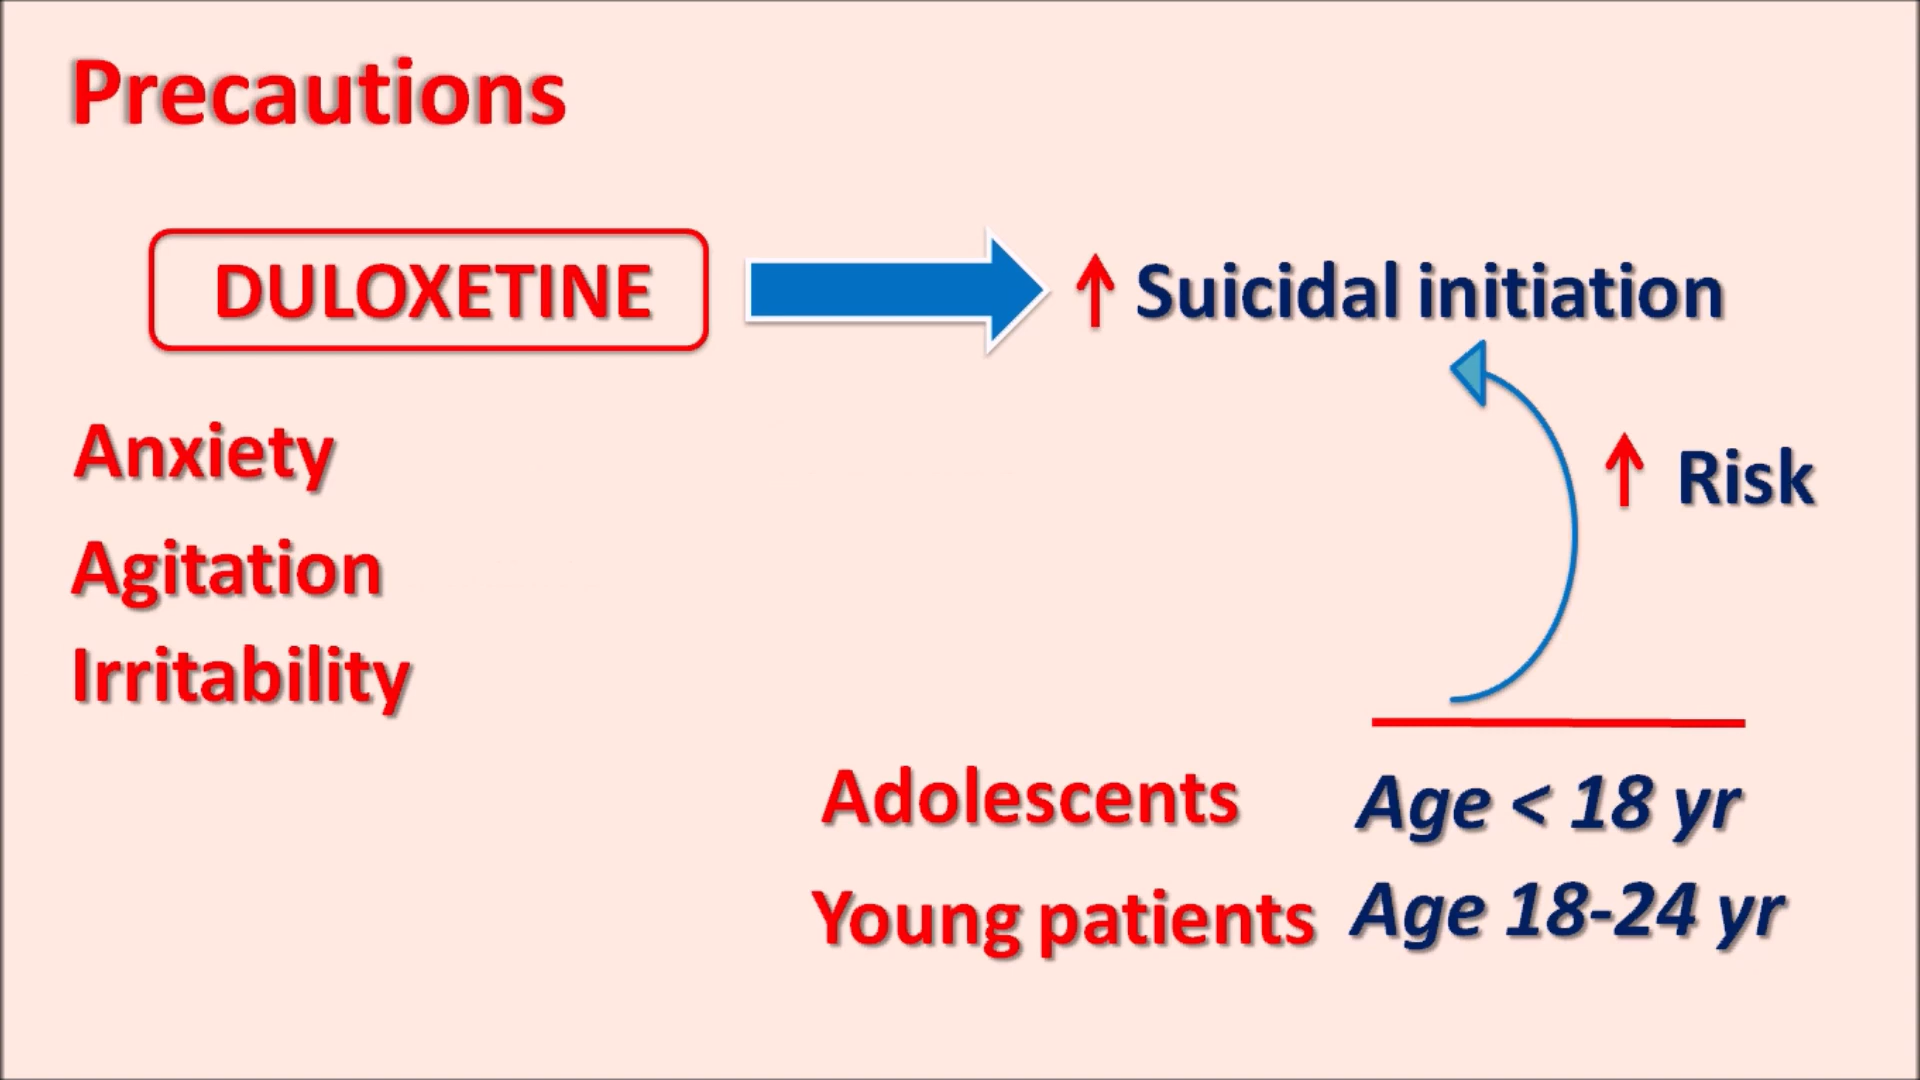 Precautions
DULOXETINE
↑ Suicidal initiation
Anxiety
Agitation
Irritability
↑ Risk
Adolescents Age < 18 yr
Young patients Age 18-24 yr